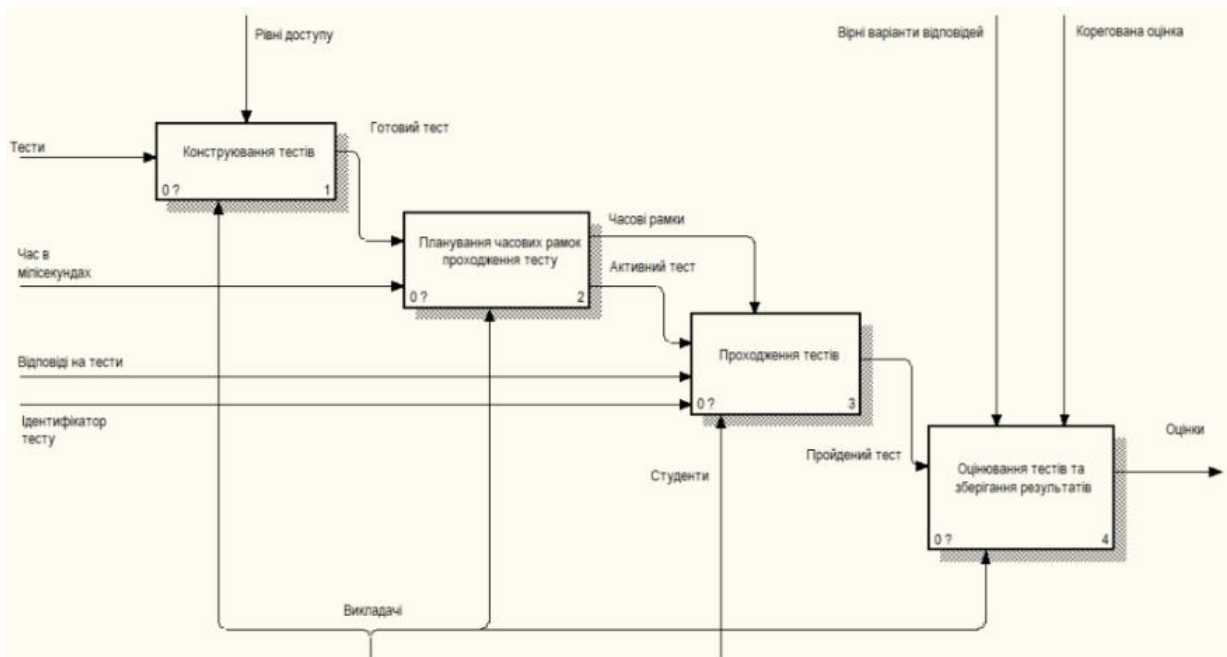 Рівні доступу
Вірні варіанти відповідей
Корегована оцінка
Тести
Конструювання тестів
0 ?
1
Готовий тест
Час в
мілісекундах
Планування часових рамок
проходження тесту
0 ?
2
Часові рамки
Активний тест
Відповіді на тести
Ідентифікатор
тесту
Проходження тестів
0 ?
3
Студенти
Пройдений тест
Оцінювання тестів та
зберігання результатів
0 ?
4
Оцінки
Викладачі